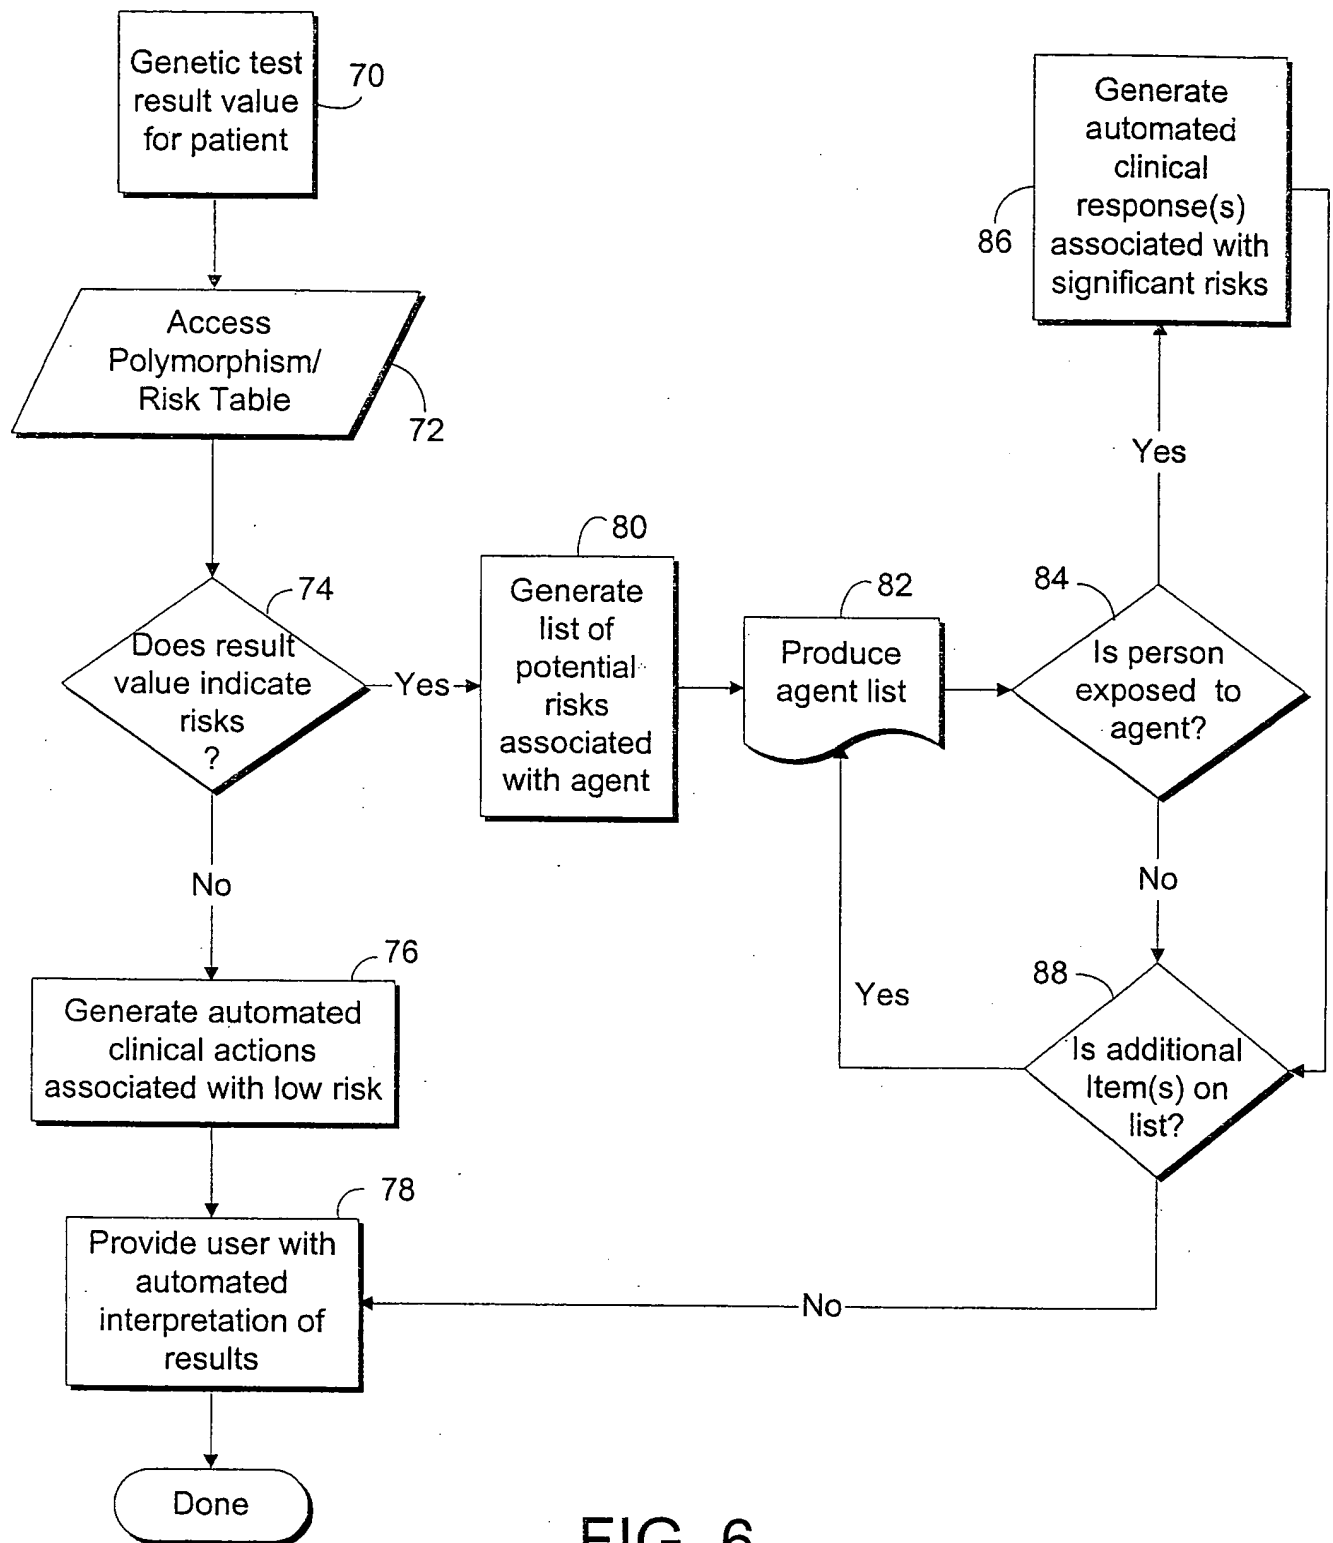 Genetic test
result value
for patient
70
Access
Polymorphism/
Risk Table
72
Does result
value indicate
risks
?
74
Yes
No
Generate automated
clinical actions
associated with low risk
76
Provide user with
automated
interpretation of
results
78
Done
Generate
list of
potential
risks
associated
with agent
80
Produce
agent list
82
Is person
exposed to
agent?
84
Yes
Generate
automated
clinical
response(s)
associated with
significant risks
86
No
Is additional
Item(s) on
list?
88
Yes
No
FIG. 6